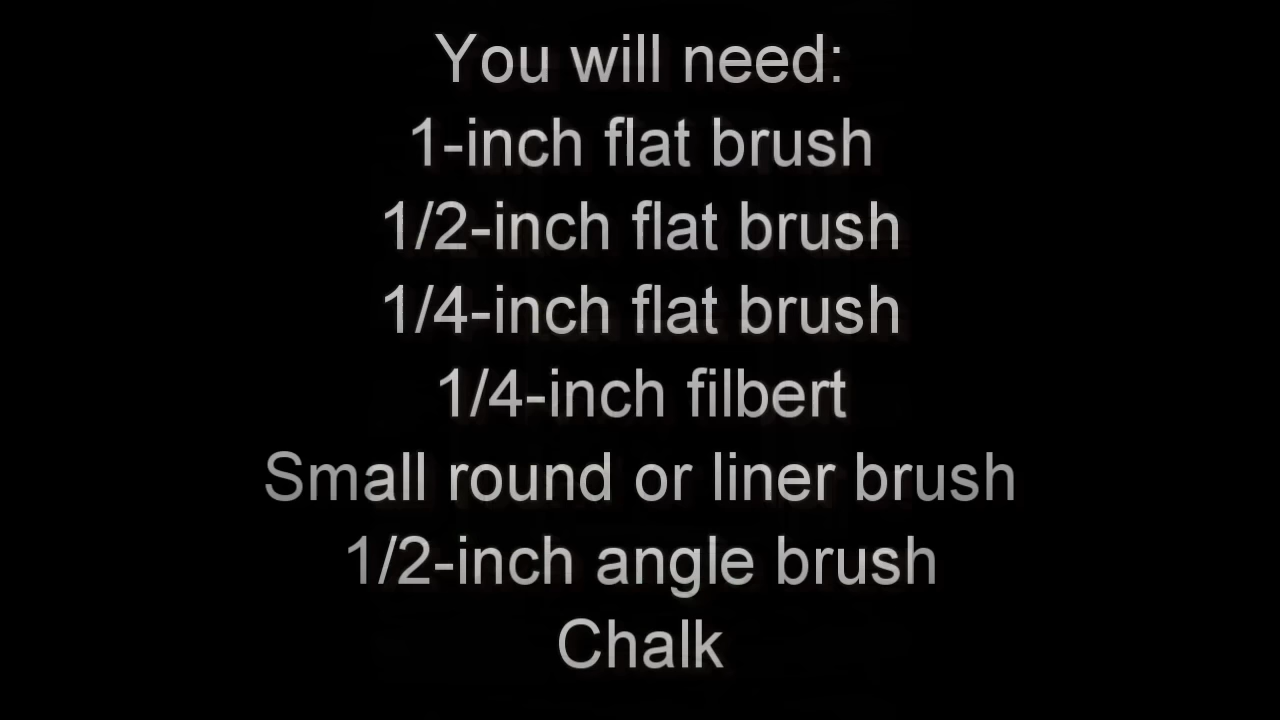 You will need:
1-inch flat brush
1/2-inch flat brush
1/4-inch flat brush
1/4-inch filbert
Small round or liner brush
1/2-inch angle brush
Chalk